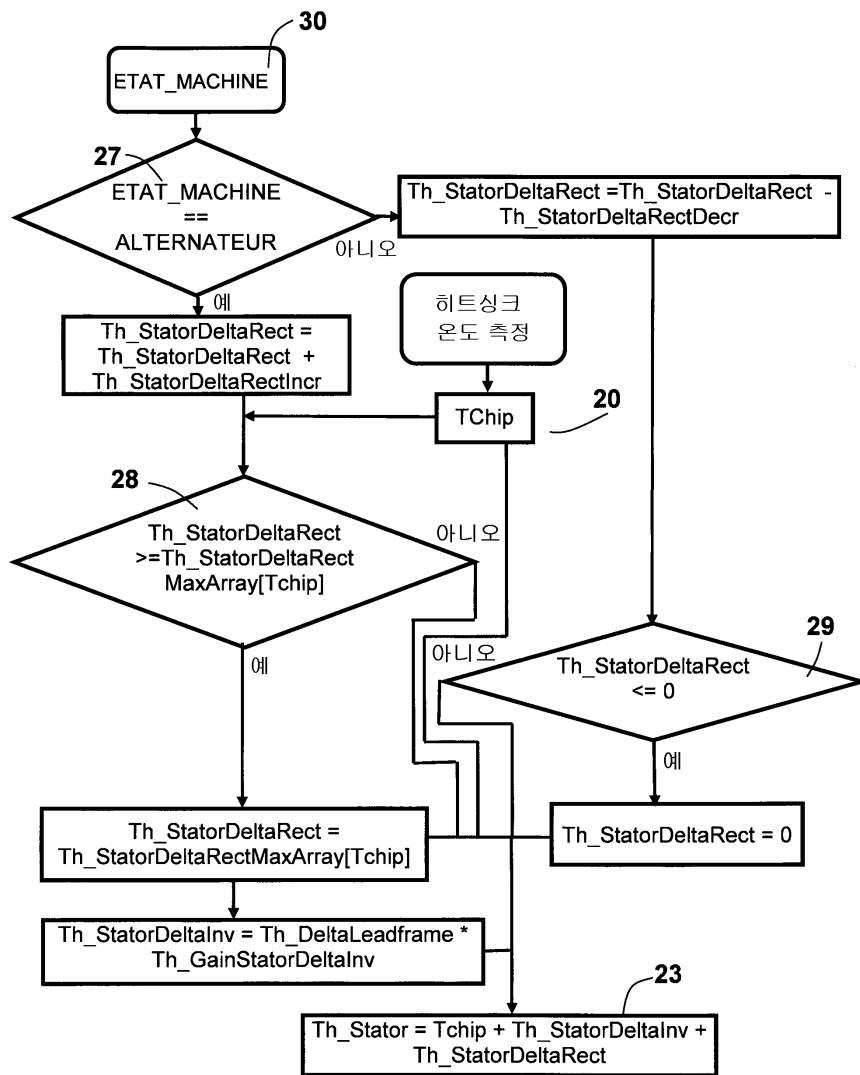 30
ETAT_MACHINE
27
ETAT_MACHINE
==
ALTERNATEUR
아니오
예
Th_StatorDeltaRect =Th_StatorDeltaRect -
Th_StatorDeltaRectDecr
Th_StatorDeltaRect =
Th_StatorDeltaRect +
Th_StatorDeltaRectIncr
히트싱크
온도 측정
TChip
20
28
Th_StatorDeltaRect
>=Th_StatorDeltaRect
MaxArray[Tchip]
아니오
예
아니오
29
Th_StatorDeltaRect
<= 0
예
Th_StatorDeltaRect =
Th_StatorDeltaRectMaxArray[Tchip]
Th_StatorDeltaRect = 0
Th_StatorDeltaInv = Th_DeltaLeadframe *
Th_GainStatorDeltaInv
23
Th_Stator = Tchip + Th_StatorDeltaInv +
Th_StatorDeltaRect